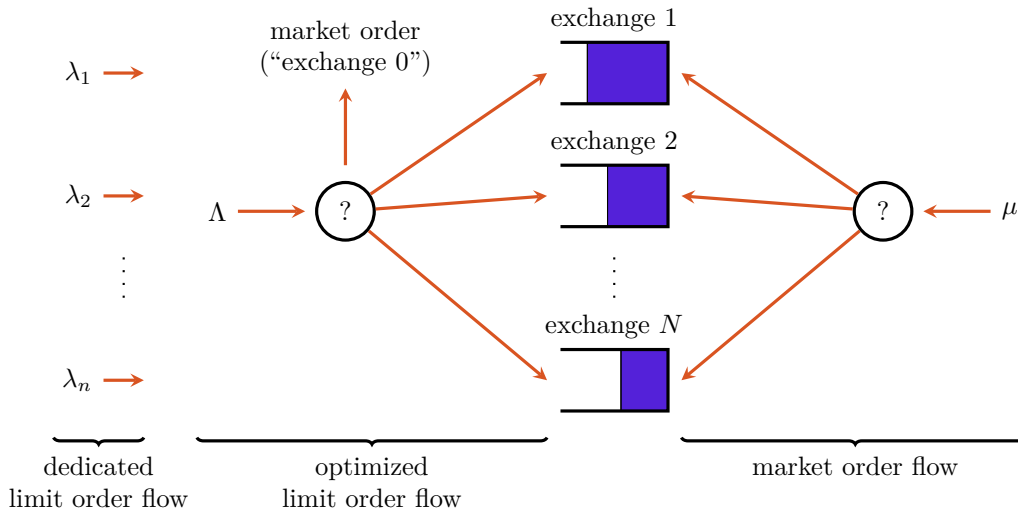 exchange 1
market order
(“exchange 0”)
λ₁
exchange 2
λ₂
Λ
?
?
μ
exchange N
λₙ
dedicated
limit order flow
optimized
limit order flow
market order flow